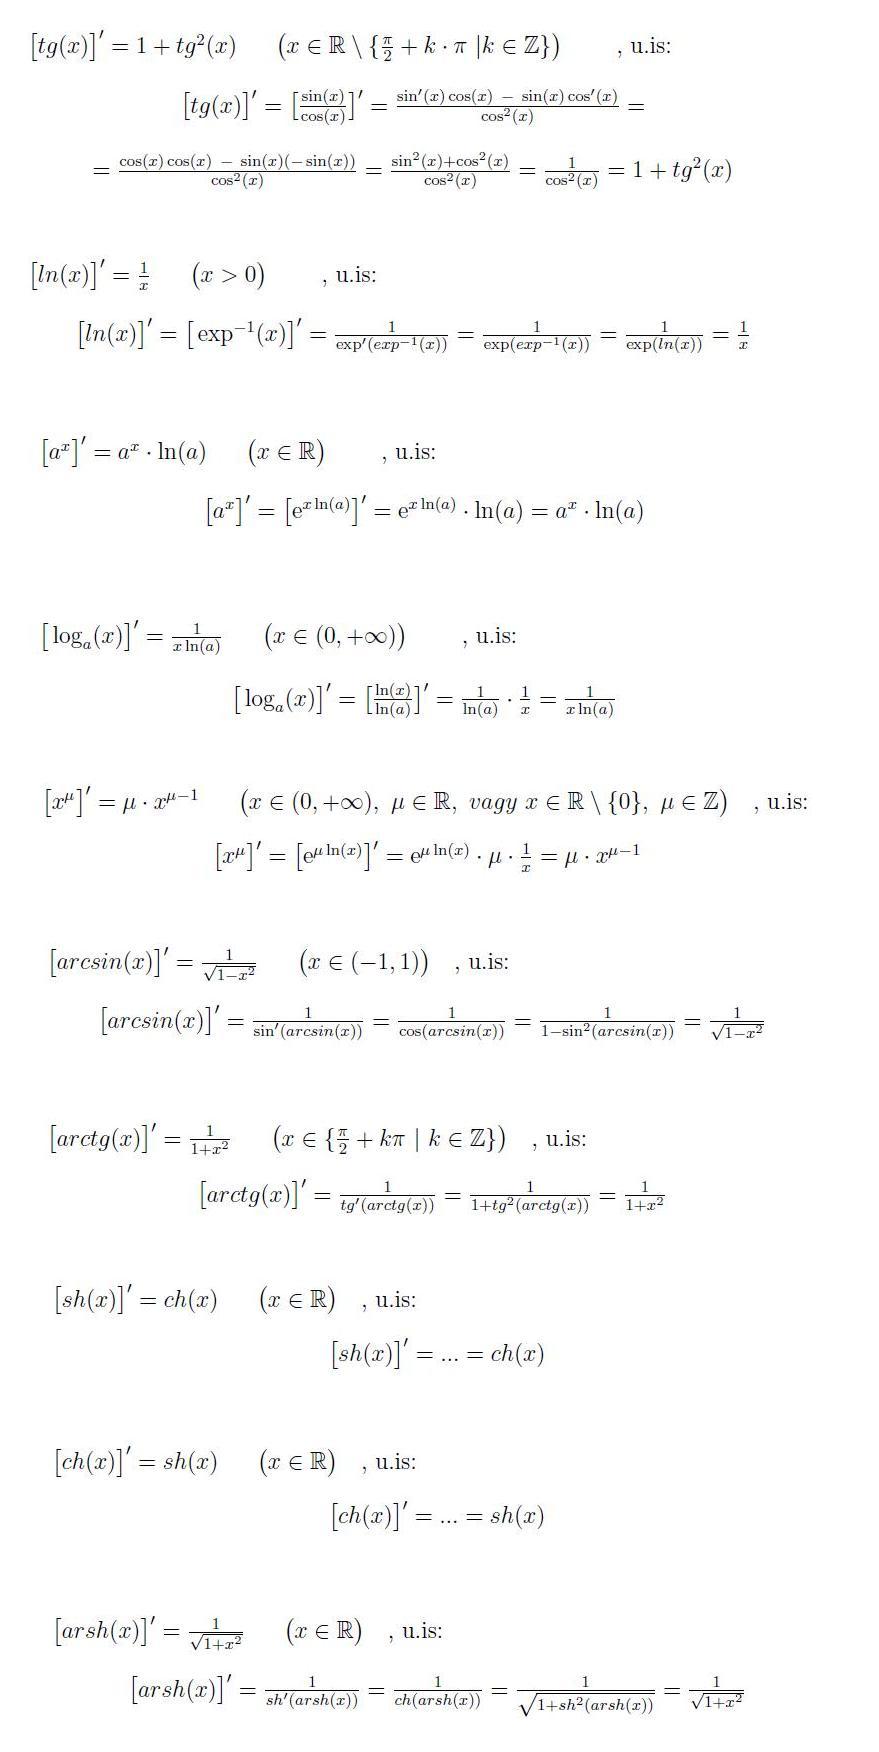 [tg(x)]′ = 1 + tg²(x) (x ∈ ℝ \ {π/2 + k · π |k ∈ ℤ}) , u.is:
[tg(x)]′ = [sin(x)/cos(x)]′ = (sin′(x) cos(x) − sin(x) cos′(x))/cos²(x) =
= (cos(x) cos(x) − sin(x)(−sin(x)))/cos²(x) = (sin²(x)+cos²(x))/cos²(x) = 1/cos²(x) = 1 + tg²(x)
[ln(x)]′ = 1/x (x > 0) , u.is:
[ln(x)]′ = [exp⁻¹(x)]′ = 1/exp′(exp⁻¹(x)) = 1/exp(exp⁻¹(x)) = 1/exp(ln(x)) = 1/x
[aˣ]′ = aˣ · ln(a) (x ∈ ℝ) , u.is:
[aˣ]′ = [e^{x ln(a)}]′ = e^{x ln(a)} · ln(a) = aˣ · ln(a)
[logₐ(x)]′ = 1/(x ln(a)) (x ∈ (0, +∞)) , u.is:
[logₐ(x)]′ = [ln(x)/ln(a)]′ = 1/ln(a) · 1/x = 1/(x ln(a))
[x^μ]′ = μ · x^{μ−1} (x ∈ (0, +∞), μ ∈ ℝ, vagy x ∈ ℝ \ {0}, μ ∈ ℤ) , u.is:
[x^μ]′ = [e^{μ ln(x)}]′ = e^{μ ln(x)} · μ · 1/x = μ · x^{μ−1}
[arcsin(x)]′ = 1/√(1−x²) (x ∈ (−1, 1)) , u.is:
[arcsin(x)]′ = 1/sin′(arcsin(x)) = 1/cos(arcsin(x)) = 1/(1−sin²(arcsin(x))) = 1/√(1−x²)
[arctg(x)]′ = 1/(1+x²) (x ∈ {π/2 + kπ | k ∈ ℤ}) , u.is:
[arctg(x)]′ = 1/tg′(arctg(x)) = 1/(1+tg²(arctg(x))) = 1/(1+x²)
[sh(x)]′ = ch(x) (x ∈ ℝ) , u.is:
[sh(x)]′ = ... = ch(x)
[ch(x)]′ = sh(x) (x ∈ ℝ) , u.is:
[ch(x)]′ = ... = sh(x)
[arsh(x)]′ = 1/√(1+x²) (x ∈ ℝ) , u.is:
[arsh(x)]′ = 1/sh′(arsh(x)) = 1/ch(arsh(x)) = 1/√(1+sh²(arsh(x))) = 1/√(1+x²)